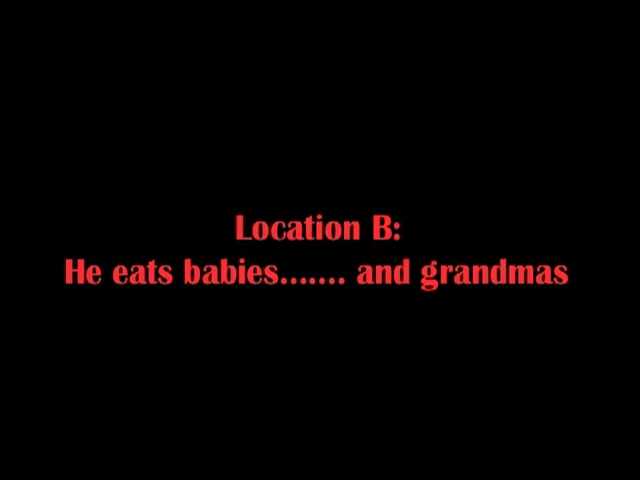 Location B:
He eats babies....... and grandmas